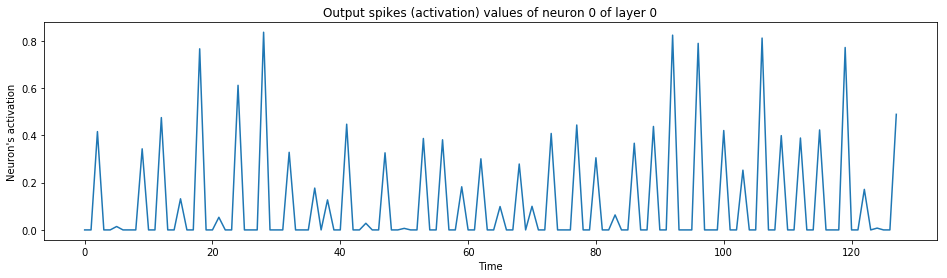 Output spikes (activation) values of neuron 0 of layer 0
Neuron's activation
0.8
0.6
0.4
0.2
0.0
0 20 40 60 80 100 120
Time